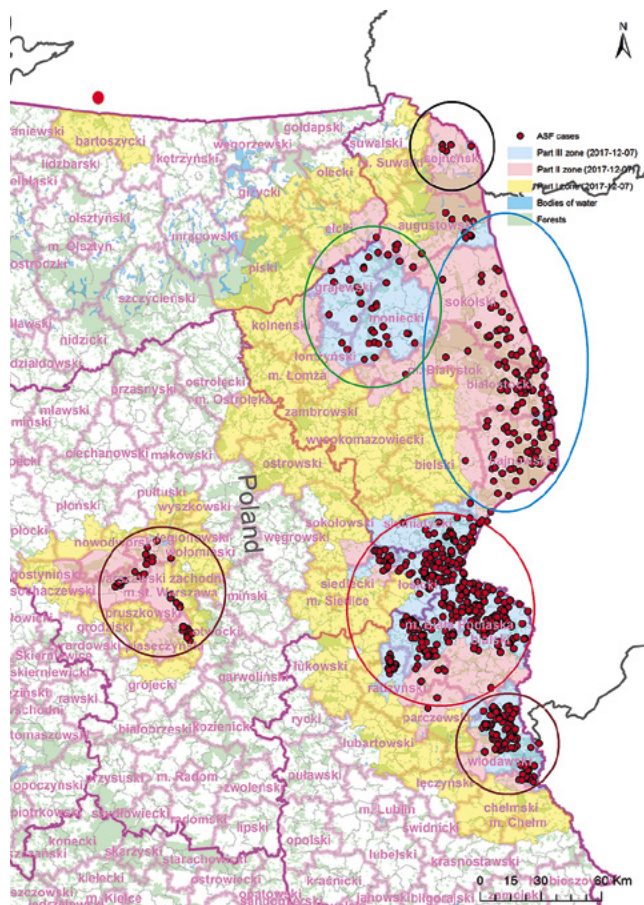 N
ASF cases
Part III zone (2017-12-07)
Part II zone (2017-12-07)
Part I zone (2017-12-07)
Bodies of water
Forests
gołdapski
suwalski
m. Suwałki
sejneński
aniewski
bartoszycki
kętrzyński
węgorzewski
lidzbarski
elbląski
olecki
giżycki
augustowski
olsztyński
m. Olsztyn
mrągowski
ełcki
ostródzki
piski
grajewski
sokólski
szczycieński
moniecki
kolneński
iławski
nidzicki
łomżyński
m. Łomża
m. Białystok
białostocki
działdowski
ostrołęcki
m. Ostrołęka
przasnyski
zambrowski
mławski
wysokomazowiecki
ciechanowski
makowski
ostrowski
bielski
hajnowski
pułtuski
wyszkowski
płoński
Poland
płocki
sokołowski
siemiatycki
nowodworski
legionowski
wołomiński
węgrowski
gostyniński
sochaczewski
warszawski zachodni
m.st. Warszawa
siedlecki
m. Siedlce
łosicki
miński
pruszkowski
łowicki
grodziski
otwocki
żyrardowski
piaseczyński
m. Biała Podlaska
bialski
Skierniewice
skierniewicki
łukowski
garwoliński
radzyński
rawski
grójecki
rycki
parczewski
tomaszowski
białobrzeski
kozienicki
lubartowski
włodawski
przysuski
m. Radom
puławski
łęczyński
opoczyński
zwoleński
m. Lublin
chełmski
m. Chełm
piotrkowski
szydłowiecki
radomski
świdnicki
lipski
konecki
skarżyski
opolski
lubelski
starachowicki
krasnostawski
kielecki
ostrowiecki
kraśnicki
m. Kielce
opatowski
janowski
biłgorajski
zamojski
0 15 30 60 Km